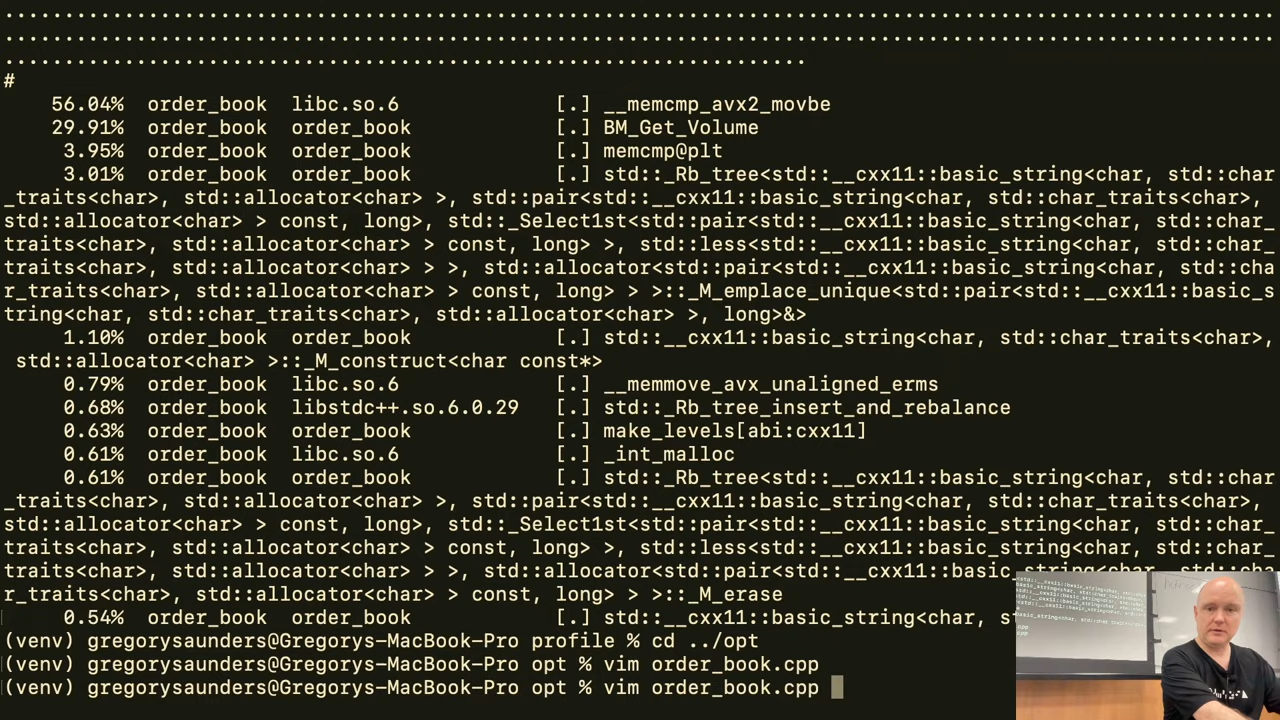 #
56.04% order_book libc.so.6 [.] __memcmp_avx2_movbe
29.91% order_book order_book [.] BM_Get_Volume
3.95% order_book order_book [.] memcmp@plt
3.01% order_book order_book [.] std::_Rb_tree<std::__cxx11::basic_string<char, std::char
_traits<char>, std::allocator<char> >, std::pair<std::__cxx11::basic_string<char, std::char_traits<char>,
std::allocator<char> > const, long>, std::_Select1st<std::pair<std::__cxx11::basic_string<char, std::char_
traits<char>, std::allocator<char> > const, long> >, std::less<std::__cxx11::basic_string<char, std::char_
traits<char>, std::allocator<char> > >, std::allocator<std::pair<std::__cxx11::basic_string<char, std::cha
r_traits<char>, std::allocator<char> > const, long> > >::_M_emplace_unique<std::pair<std::__cxx11::basic_s
tring<char, std::char_traits<char>, std::allocator<char> >, long>&>
1.10% order_book order_book [.] std::__cxx11::basic_string<char, std::char_traits<char>,
std::allocator<char> >::_M_construct<char const*>
0.79% order_book libc.so.6 [.] __memmove_avx_unaligned_erms
0.68% order_book libstdc++.so.6.0.29 [.] std::_Rb_tree_insert_and_rebalance
0.63% order_book order_book [.] make_levels[abi:cxx11]
0.61% order_book libc.so.6 [.] _int_malloc
0.61% order_book order_book [.] std::_Rb_tree<std::__cxx11::basic_string<char, std::char
_traits<char>, std::allocator<char> >, std::pair<std::__cxx11::basic_string<char, std::char_traits<char>,
std::allocator<char> > const, long>, std::_Select1st<std::pair<std::__cxx11::basic_string<char, std::char_
traits<char>, std::allocator<char> > const, long> >, std::less<std::__cxx11::basic_string<char, std::char_
traits<char>, std::allocator<char> > >, std::allocator<std::pair<std::__cxx11::basic_string<char, std::cha
r_traits<char>, std::allocator<char> > const, long> > >::_M_erase
0.54% order_book order_book [.] std::__cxx11::basic_string<char, s
(venv) gregorysaunders@Gregorys-MacBook-Pro profile % cd ../opt
(venv) gregorysaunders@Gregorys-MacBook-Pro opt % vim order_book.cpp
(venv) gregorysaunders@Gregorys-MacBook-Pro opt % vim order_book.cpp